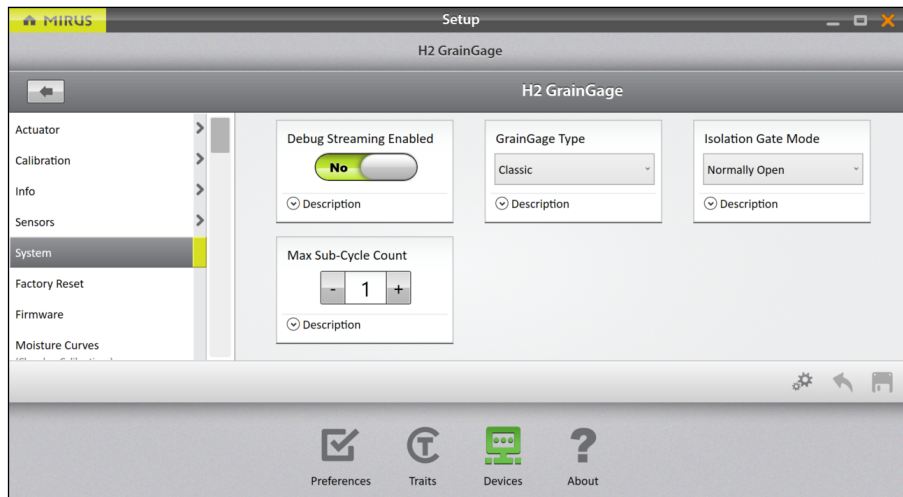 MIRUS
Setup
H2 GrainGage
H2 GrainGage
Actuator
Calibration
Info
Sensors
System
Factory Reset
Firmware
Moisture Curves
Debug Streaming Enabled
No
Description
GrainGage Type
Classic
Description
Isolation Gate Mode
Normally Open
Description
Max Sub-Cycle Count
- 1 +
Description
Preferences
Traits
Devices
About